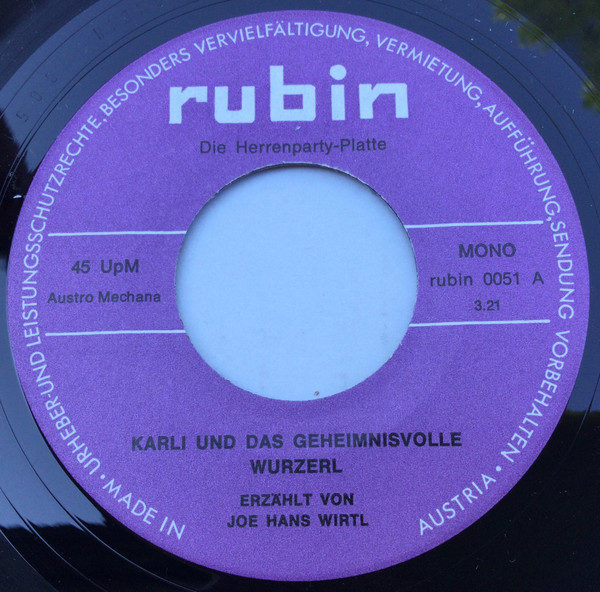 URHEBER-UND LEISTUNGSSCHUTZRECHTE, BESONDERS VERVIELFÄLTIGUNG, VERMIETUNG, AUFFÜHRUNG, SENDUNG VORBEHALTEN •
rubin
Die Herrenparty-Platte
45 UpM
Austro Mechana
MONO
rubin 0051 A
3.21
KARLI UND DAS GEHEIMNISVOLLE
WURZERL
ERZÄHLT VON
JOE HANS WIRTL
• WAW • MADE IN
AUSTRIA •